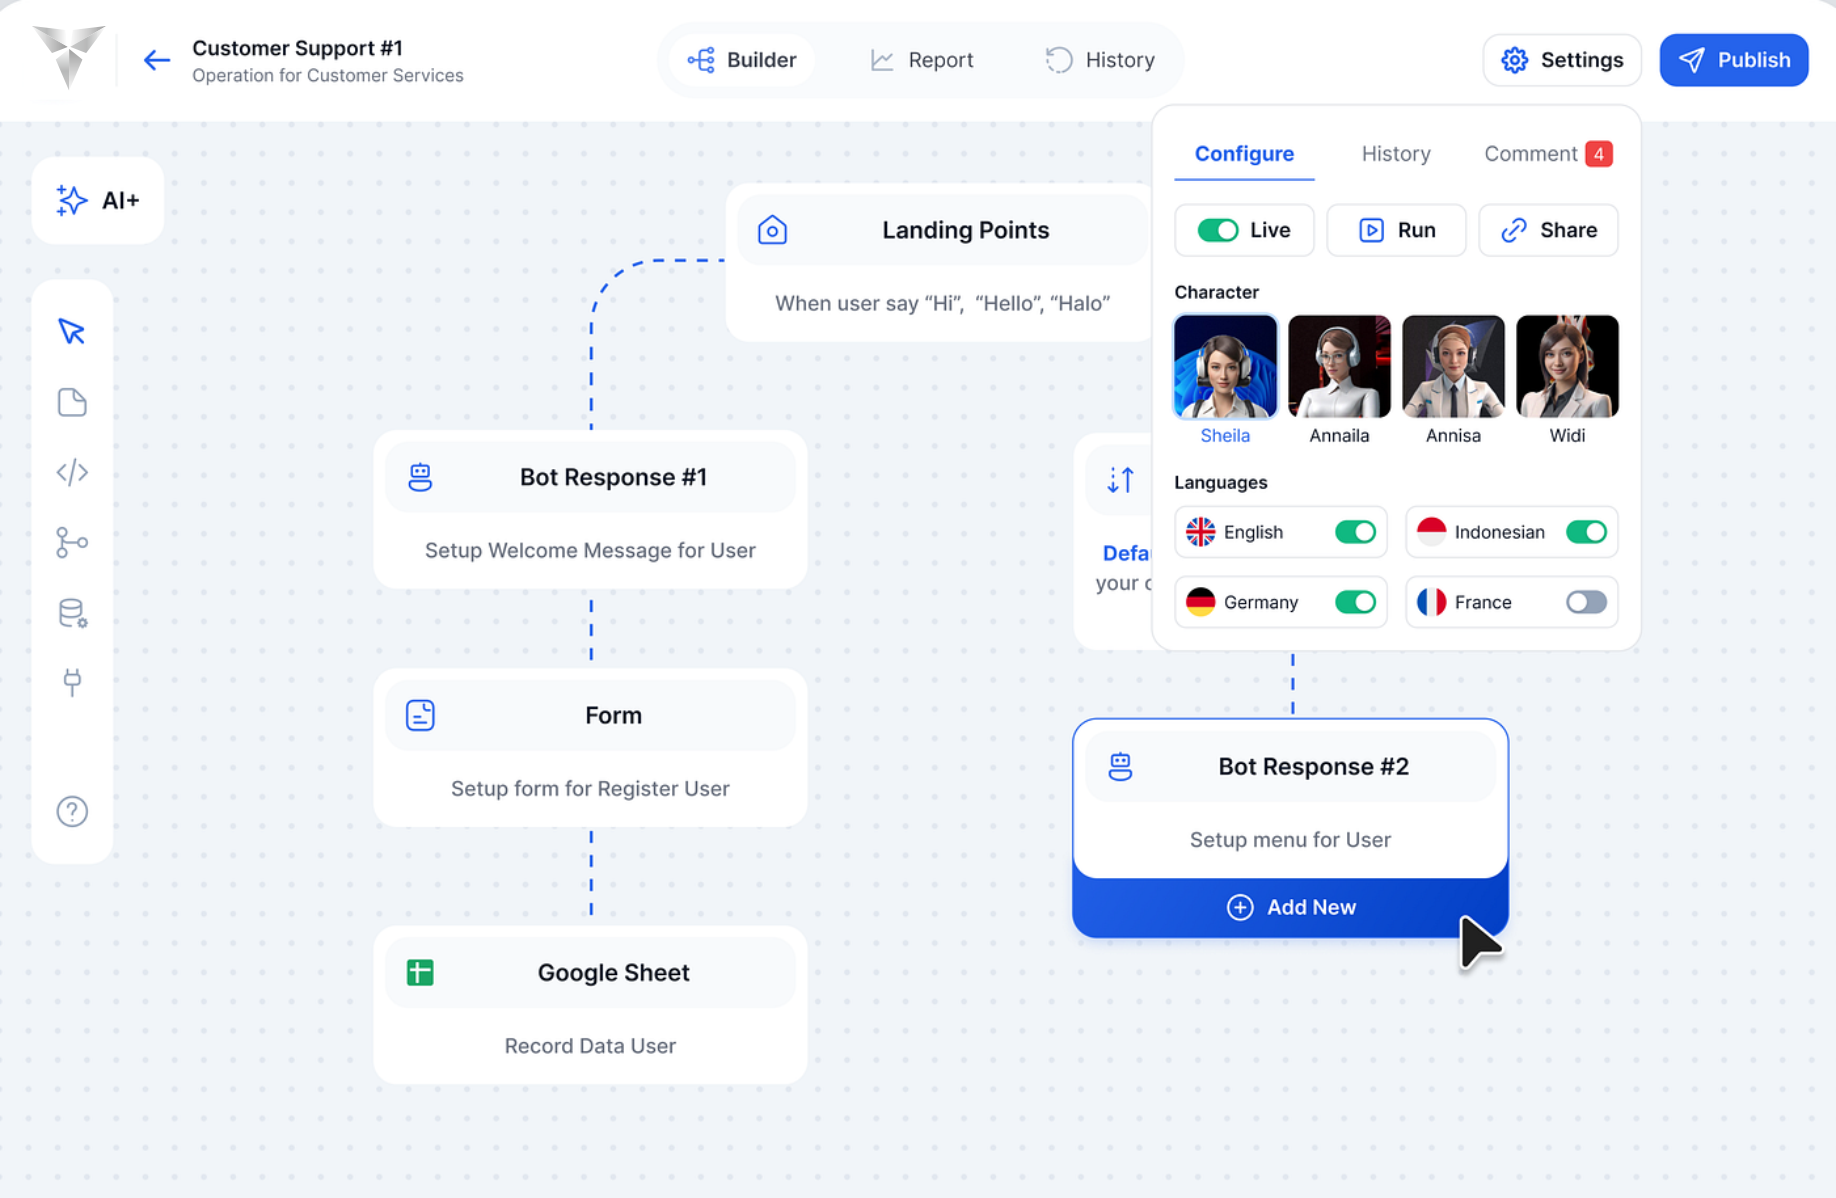 Customer Support #1
Operation for Customer Services
Builder
Report
History
Settings
Publish
AI+
Configure
History
Comment 4
Live
Run
Share
Character
Sheila
Annaila
Annisa
Widi
Languages
English
Indonesian
Germany
France
Landing Points
When user say “Hi”, “Hello”, “Halo”
Bot Response #1
Setup Welcome Message for User
Defa
your
Form
Setup form for Register User
Bot Response #2
Setup menu for User
Add New
Google Sheet
Record Data User